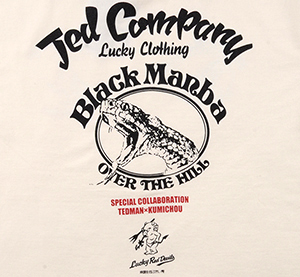 Ted Company
Lucky Clothing
Black Manba
OVER THE HILL
SPECIAL COLLABORATION
TEDMAN×KUMICHOU
Lucky Red Devils